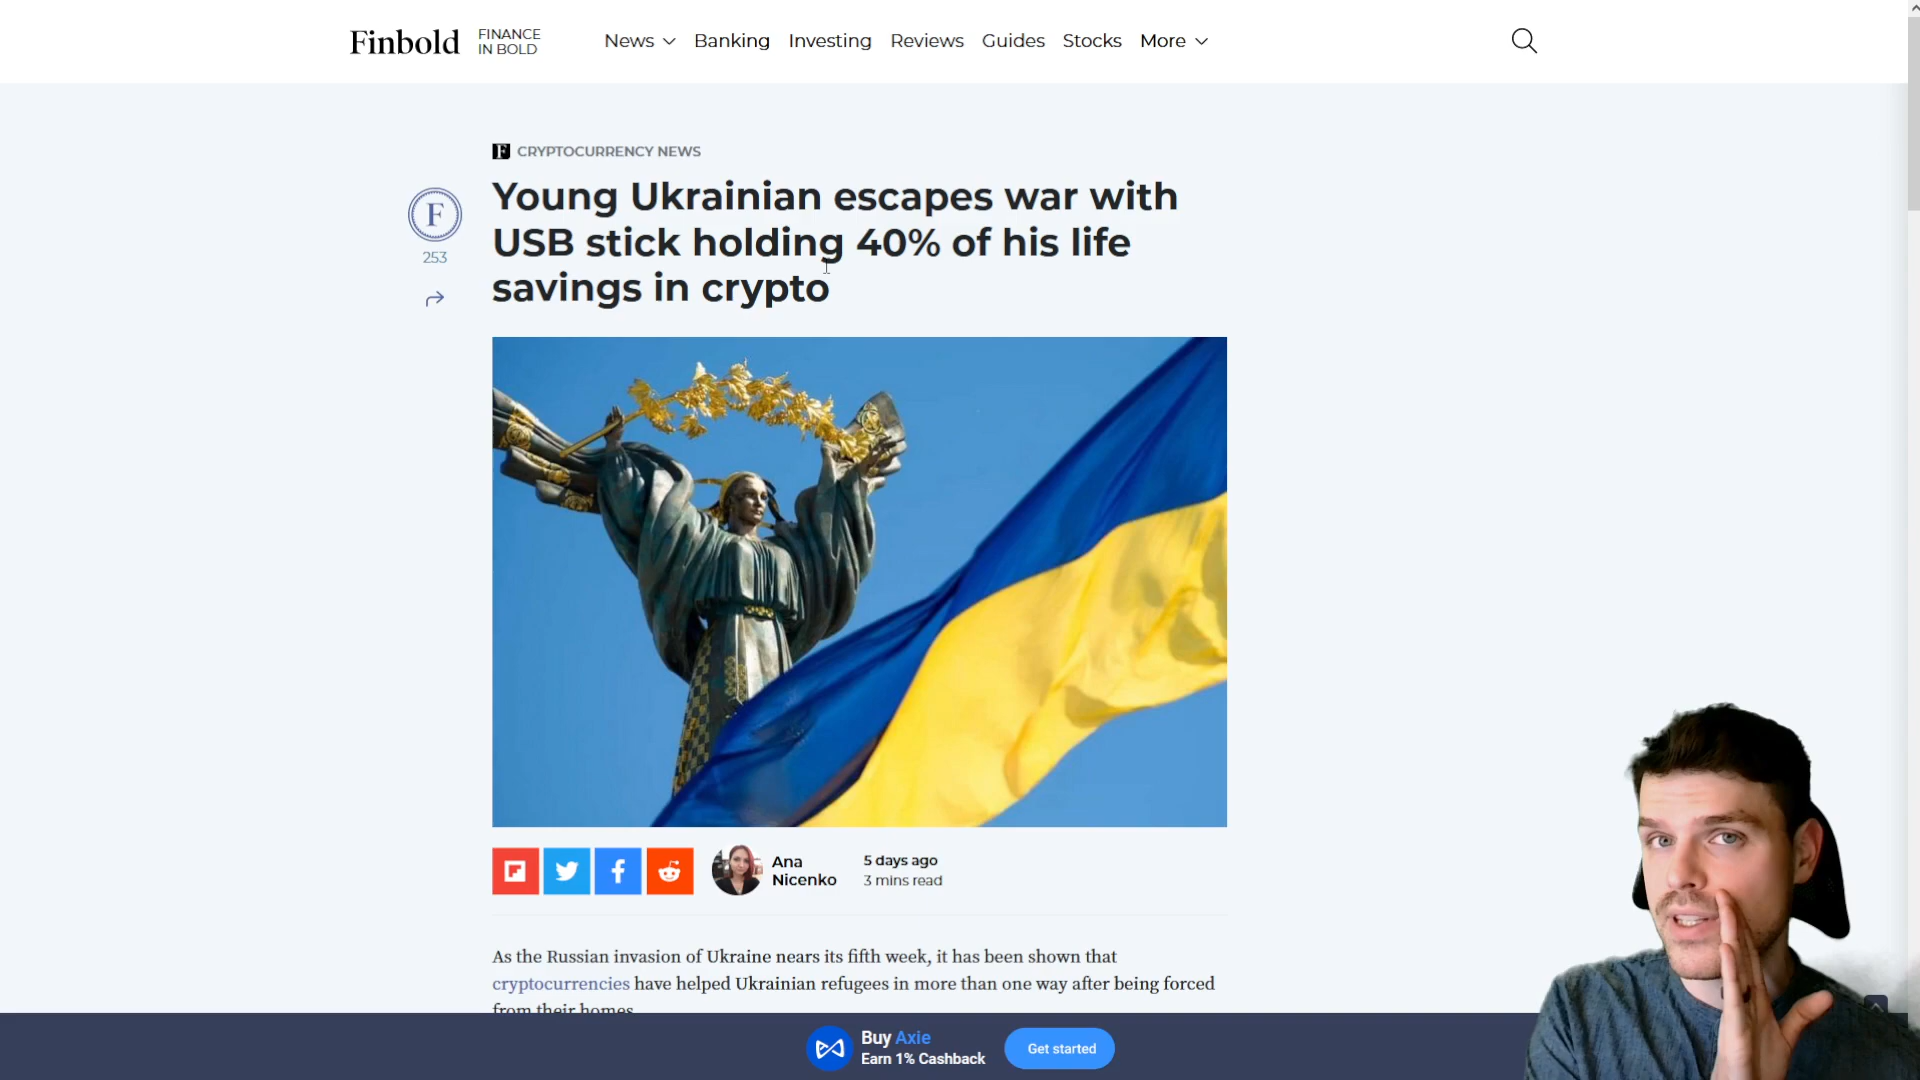 Finbold
FINANCE
IN BOLD
News
Banking
Investing
Reviews
Guides
Stocks
More
F CRYPTOCURRENCY NEWS
Young Ukrainian escapes war with
USB stick holding 40% of his life
savings in crypto
F
253
Ana
Nicenko
5 days ago
3 mins read
As the Russian invasion of Ukraine nears its fifth week, it has been shown that
cryptocurrencies have helped Ukrainian refugees in more than one way after being forced
from their homes.
Buy Axie
Earn 1% Cashback
Get started